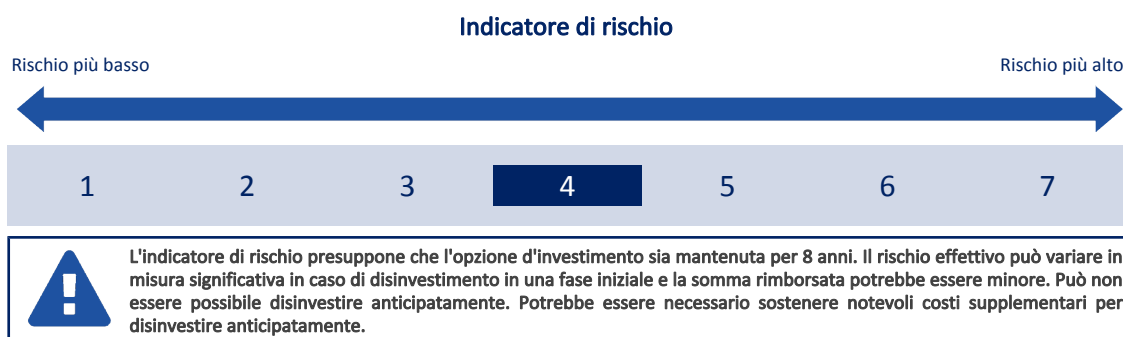 Indicatore di rischio
Rischio più basso
Rischio più alto
1 2 3 4 5 6 7
L'indicatore di rischio presuppone che l'opzione d'investimento sia mantenuta per 8 anni. Il rischio effettivo può variare in
misura significativa in caso di disinvestimento in una fase iniziale e la somma rimborsata potrebbe essere minore. Può non
essere possibile disinvestire anticipatamente. Potrebbe essere necessario sostenere notevoli costi supplementari per
disinvestire anticipatamente.